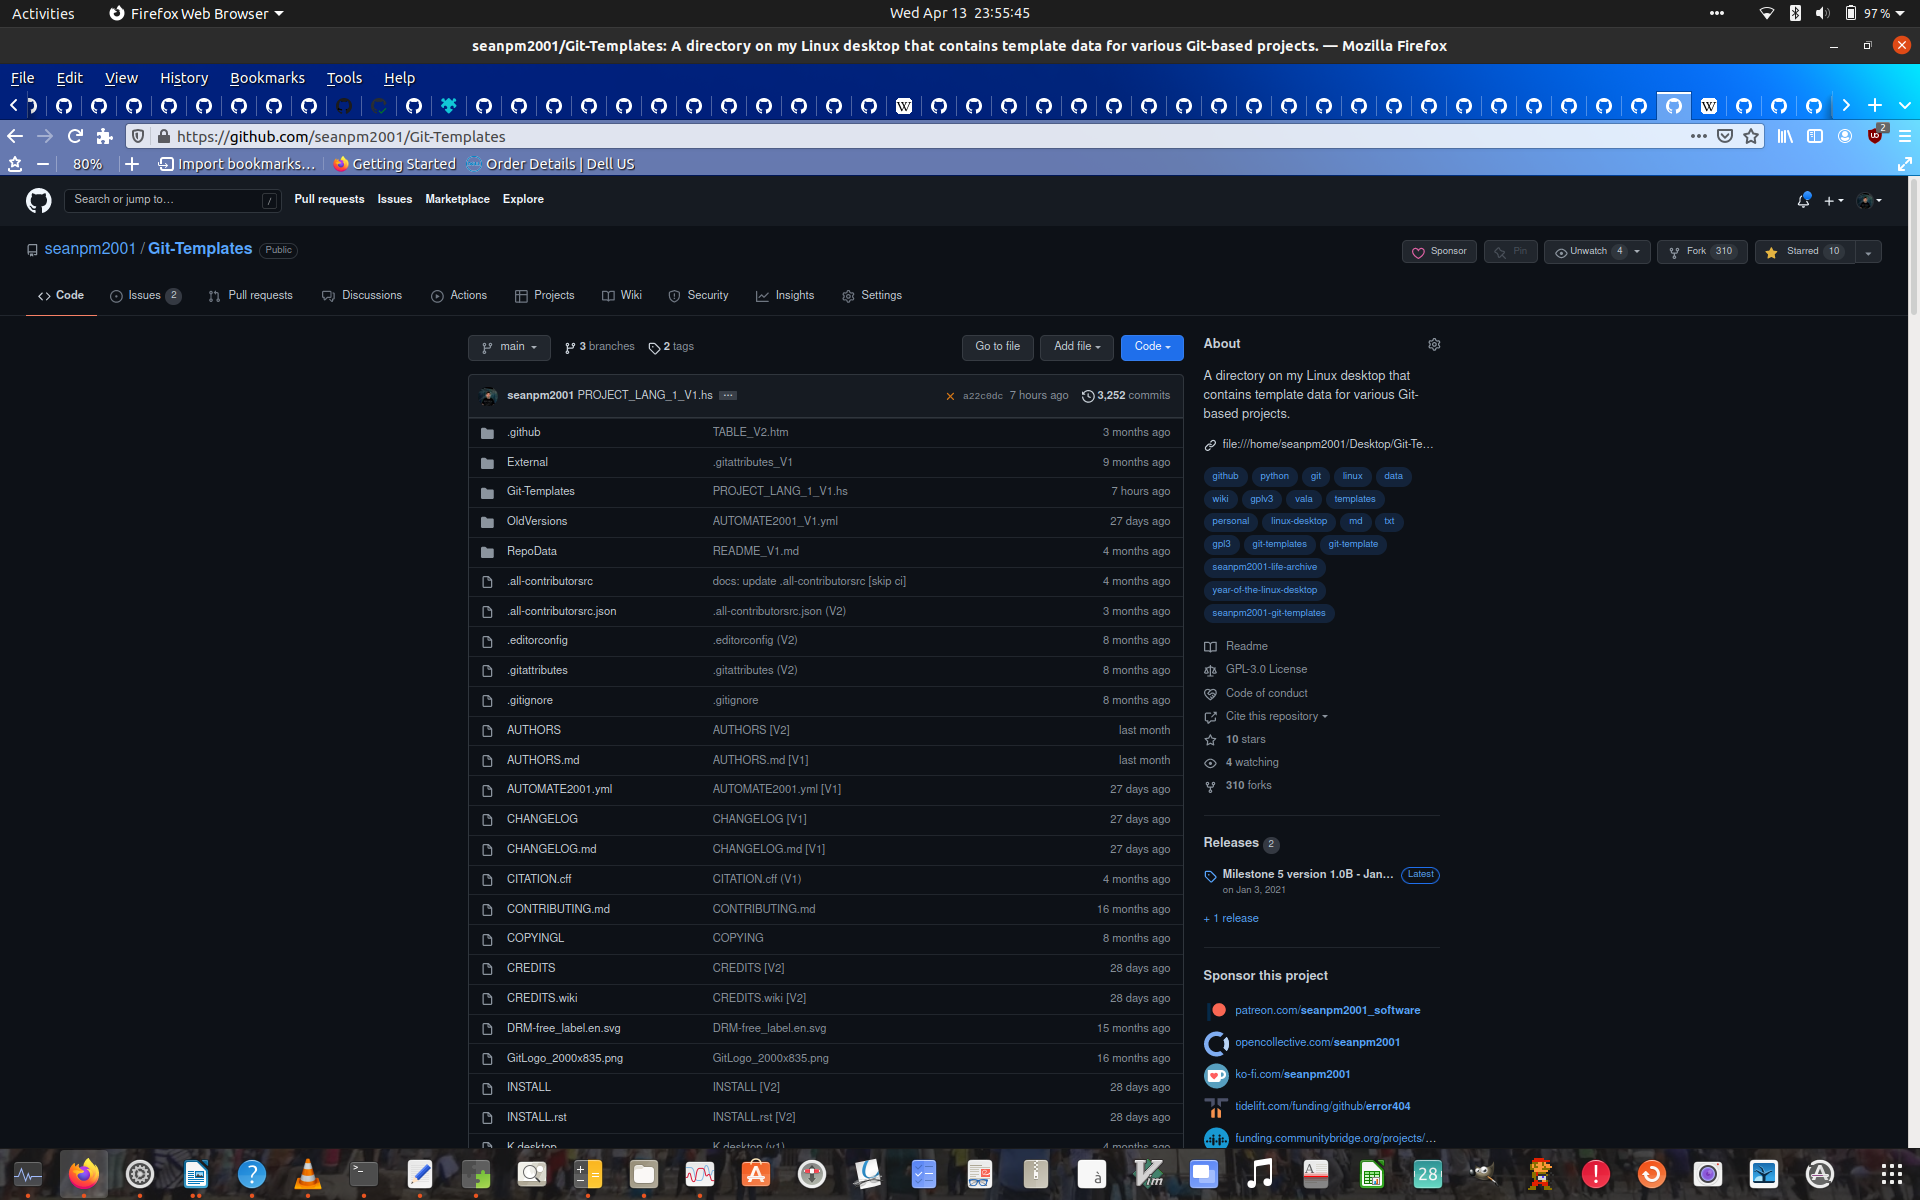 Activities Firefox Web Browser Wed Apr 13 23:55:45 97 %
seanpm2001/Git-Templates: A directory on my Linux desktop that contains template data for various Git-based projects. — Mozilla Firefox
File Edit View History Bookmarks Tools Help
https://github.com/seanpm2001/Git-Templates 2
80% Import bookmarks... Getting Started Order Details | Dell US
Search or jump to... / Pull requests Issues Marketplace Explore
seanpm2001 / Git-Templates Public
Sponsor Pin Unwatch 4 Fork 310 Starred 10
Code Issues 2 Pull requests Discussions Actions Projects Wiki Security Insights Settings
main 3 branches 2 tags Go to file Add file Code
seanpm2001 PROJECT_LANG_1_V1.hs a22c0dc 7 hours ago 3,252 commits
.github TABLE_V2.htm 3 months ago
External .gitattributes_V1 9 months ago
Git-Templates PROJECT_LANG_1_V1.hs 7 hours ago
OldVersions AUTOMATE2001_V1.yml 27 days ago
RepoData README_V1.md 4 months ago
.all-contributorsrc docs: update .all-contributorsrc [skip ci] 4 months ago
.all-contributorsrc.json .all-contributorsrc.json (V2) 3 months ago
.editorconfig .editorconfig (V2) 8 months ago
.gitattributes .gitattributes (V2) 8 months ago
.gitignore .gitignore 8 months ago
AUTHORS AUTHORS [V2] last month
AUTHORS.md AUTHORS.md [V1] last month
AUTOMATE2001.yml AUTOMATE2001.yml [V1] 27 days ago
CHANGELOG CHANGELOG [V1] 27 days ago
CHANGELOG.md CHANGELOG.md [V1] 27 days ago
CITATION.cff CITATION.cff (V1) 4 months ago
CONTRIBUTING.md CONTRIBUTING.md 16 months ago
COPYINGL COPYING 8 months ago
CREDITS CREDITS [V2] 28 days ago
CREDITS.wiki CREDITS.wiki [V2] 28 days ago
DRM-free_label.en.svg DRM-free_label.en.svg 15 months ago
GitLogo_2000x835.png GitLogo_2000x835.png 16 months ago
INSTALL INSTALL [V2] 28 days ago
INSTALL.rst INSTALL.rst [V2] 28 days ago
K.desktop K.desktop (v1) 4 months ago
About
A directory on my Linux desktop that
contains template data for various Git-
based projects.
file:///home/seanpm2001/Desktop/Git-Te...
github python git linux data
wiki gplv3 vala templates
personal linux-desktop md txt
gpl3 git-templates git-template
seanpm2001-life-archive
year-of-the-linux-desktop
seanpm2001-git-templates
Readme
GPL-3.0 License
Code of conduct
Cite this repository
10 stars
4 watching
310 forks
Releases 2
Milestone 5 version 1.0B - Jan... Latest
on Jan 3, 2021
+ 1 release
Sponsor this project
patreon.com/seanpm2001_software
opencollective.com/seanpm2001
ko-fi.com/seanpm2001
tidelift.com/funding/github/error404
funding.communitybridge.org/projects/...
28